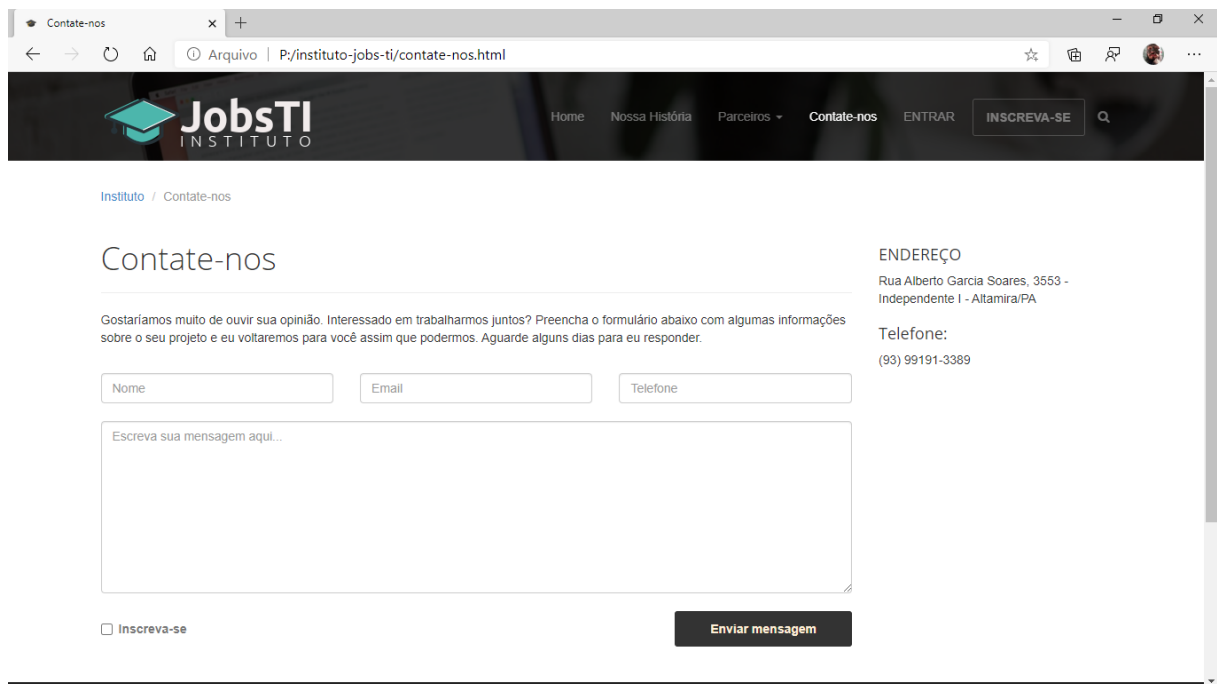 Contate-nos
Arquivo | P:/instituto-jobs-ti/contate-nos.html
JobsTI
INSTITUTO
Home Nossa História Parceiros Contate-nos ENTRAR INSCREVA-SE
Instituto / Contate-nos
Contate-nos
Gostaríamos muito de ouvir sua opinião. Interessado em trabalharmos juntos? Preencha o formulário abaixo com algumas informações
sobre o seu projeto e eu voltaremos para você assim que podermos. Aguarde alguns dias para eu responder.
Nome Email Telefone
Escreva sua mensagem aqui...
Inscreva-se
Enviar mensagem
ENDEREÇO
Rua Alberto Garcia Soares, 3553 -
Independente I - Altamira/PA
Telefone:
(93) 99191-3389